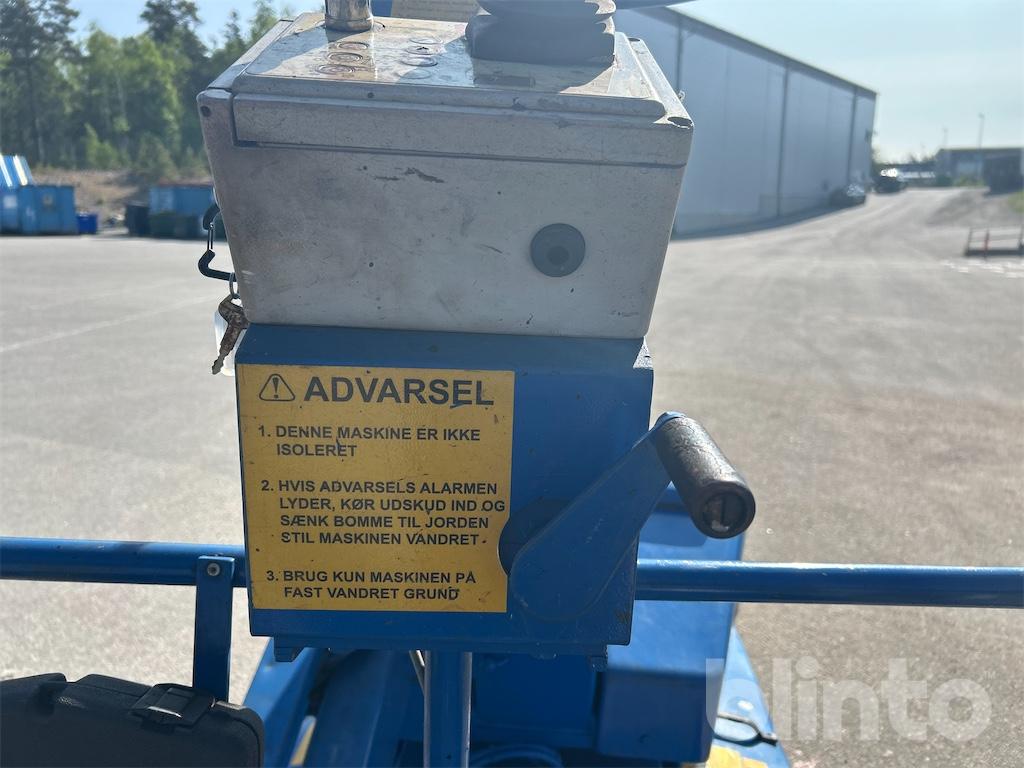 ADVARSEL
1. DENNE MASKINE ER IKKE
ISOLERET
2. HVIS ADVARSELS ALARMEN
LYDER, KØR UDSKUD IND OG
SÆNK BOMME TIL JORDEN
STIL MASKINEN VANDRET
3. BRUG KUN MASKINEN PÅ
FAST VANDRET GRUND
blinto